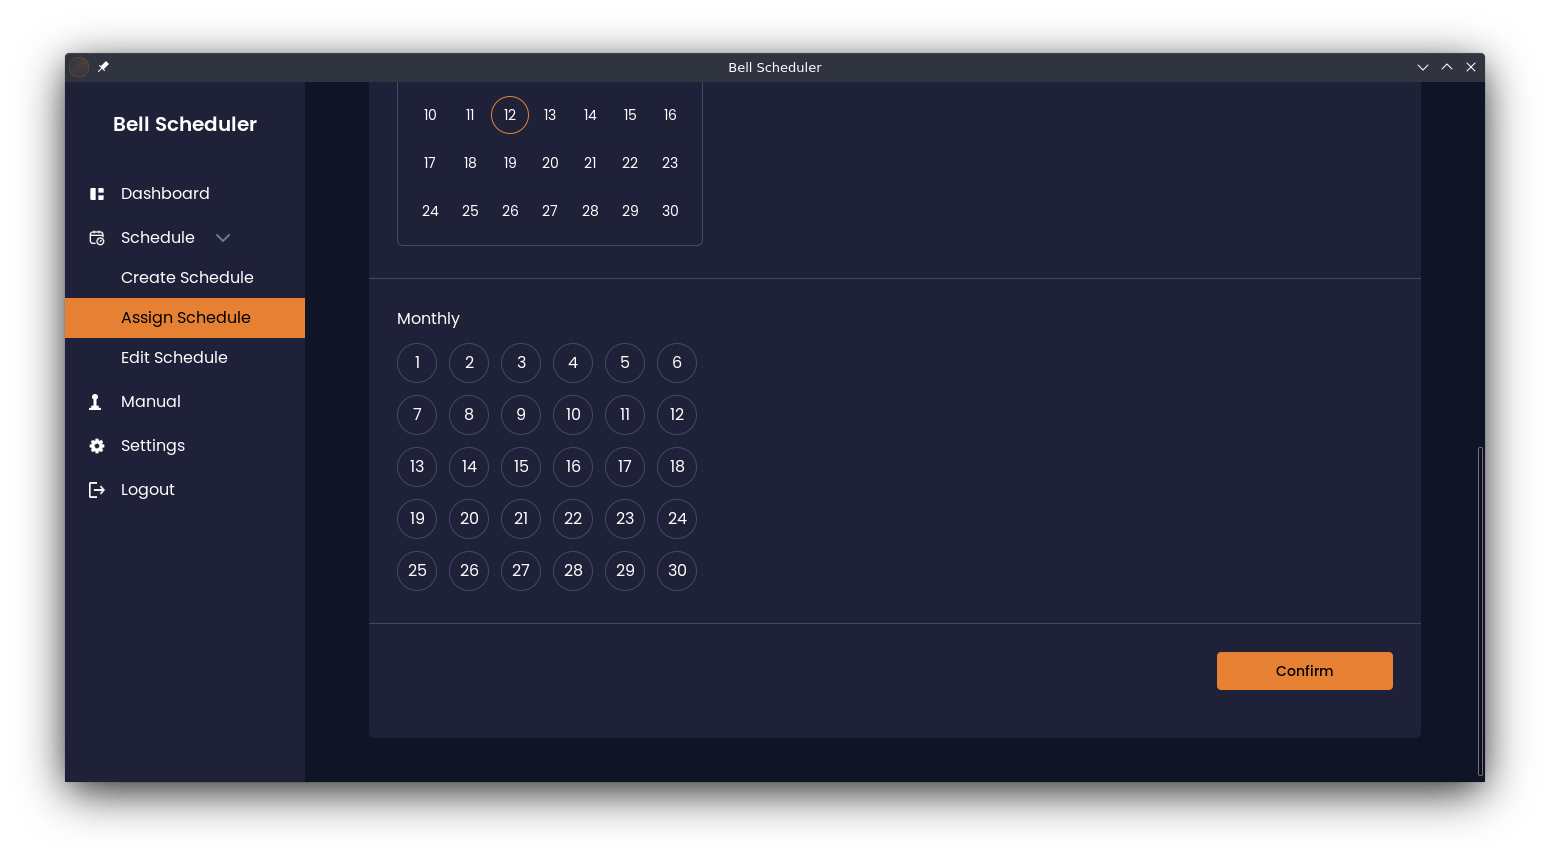 Bell Scheduler
Bell Scheduler
Dashboard
Schedule
Create Schedule
Assign Schedule
Edit Schedule
Manual
Settings
Logout
10 11 12 13 14 15 16
17 18 19 20 21 22 23
24 25 26 27 28 29 30
Monthly
1 2 3 4 5 6
7 8 9 10 11 12
13 14 15 16 17 18
19 20 21 22 23 24
25 26 27 28 29 30
Confirm